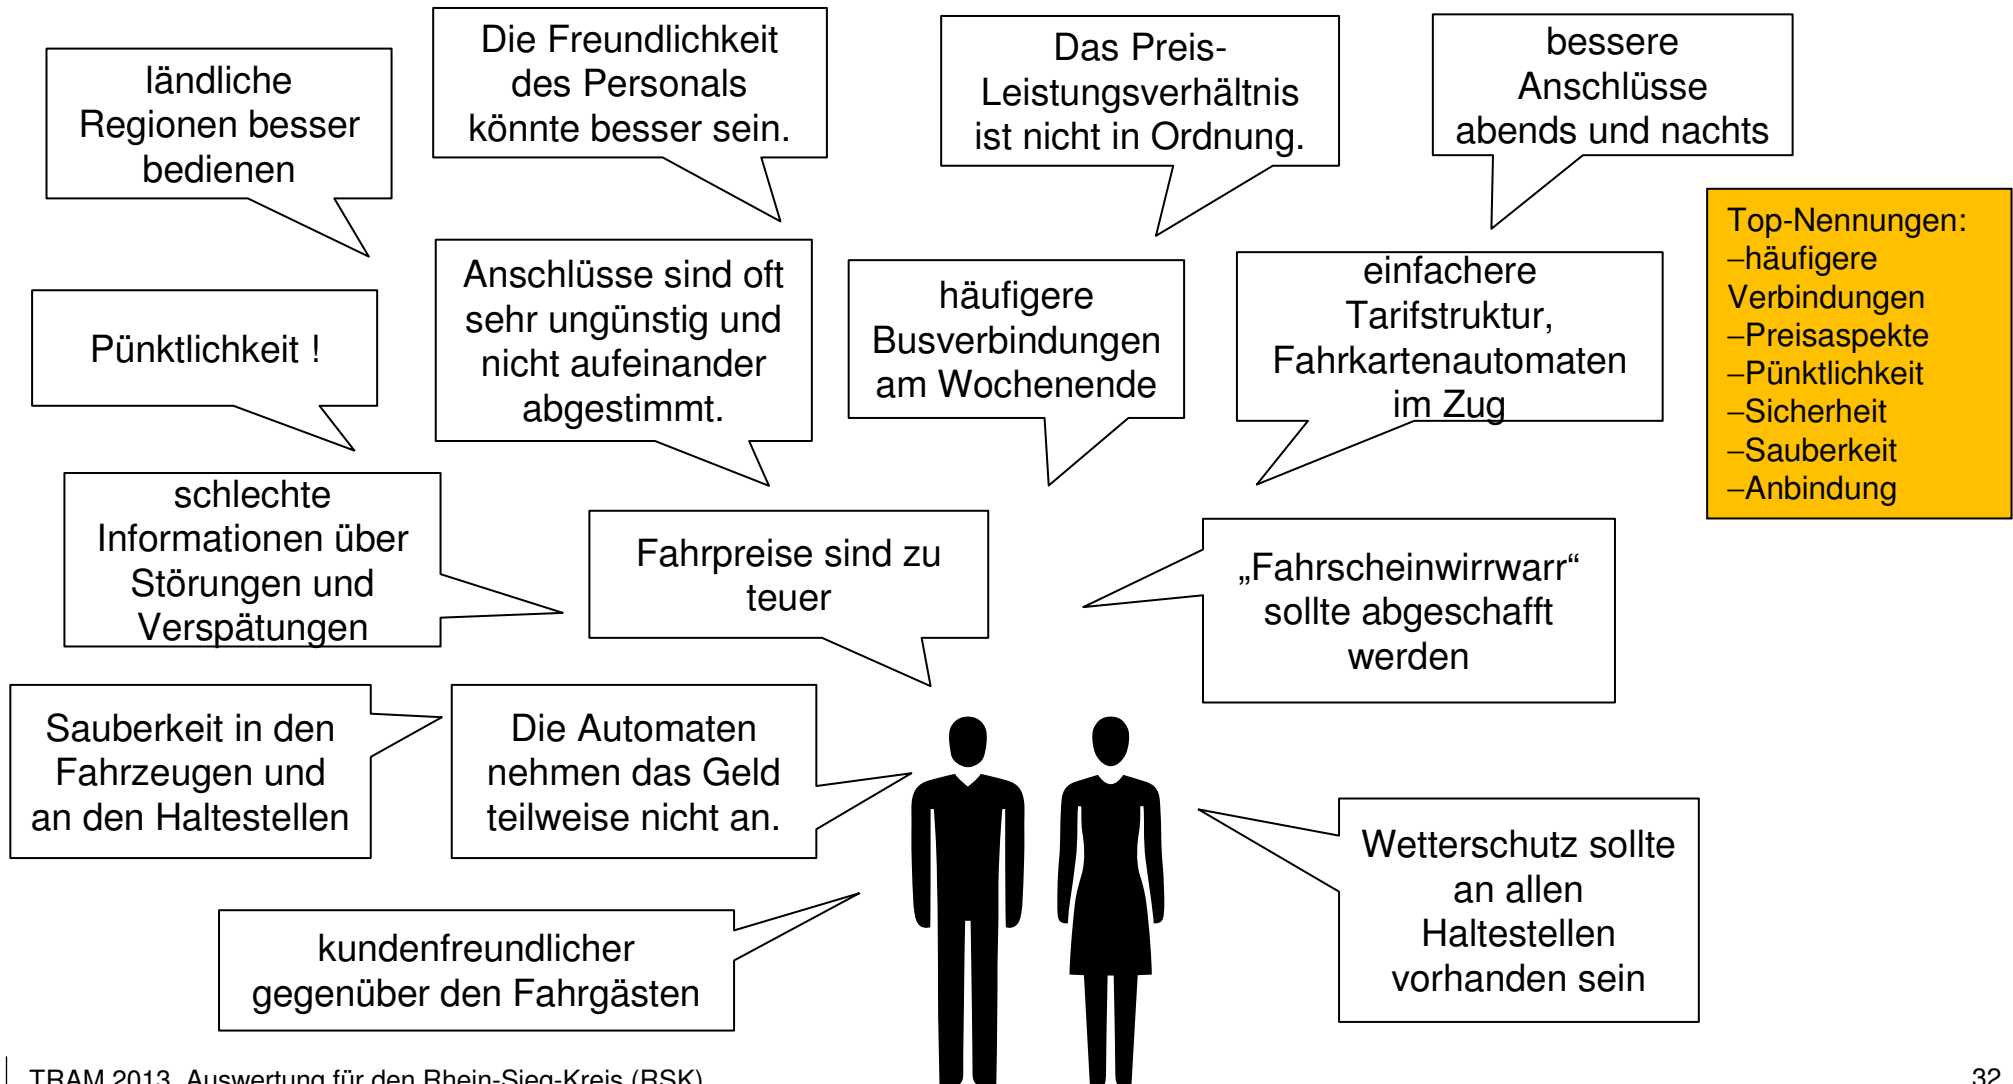 ländliche
Regionen besser
bedienen
Die Freundlichkeit
des Personals
könnte besser sein.
Das Preis-
Leistungsverhältnis
ist nicht in Ordnung.
bessere
Anschlüsse
abends und nachts
Top-Nennungen:
–häufigere
Verbindungen
–Preisaspekte
–Pünktlichkeit
–Sicherheit
–Sauberkeit
–Anbindung
Pünktlichkeit !
Anschlüsse sind oft
sehr ungünstig und
nicht aufeinander
abgestimmt.
häufigere
Busverbindungen
am Wochenende
einfachere
Tarifstruktur,
Fahrkartenautomaten
im Zug
schlechte
Informationen über
Störungen und
Verspätungen
Fahrpreise sind zu
teuer
„Fahrscheinwirrwarr“
sollte abgeschafft
werden
Sauberkeit in den
Fahrzeugen und
an den Haltestellen
Die Automaten
nehmen das Geld
teilweise nicht an.
Wetterschutz sollte
an allen
Haltestellen
vorhanden sein
kundenfreundlicher
gegenüber den Fahrgästen
TRAM 2013, Auswertung für den Rhein-Sieg-Kreis (RSK)
32